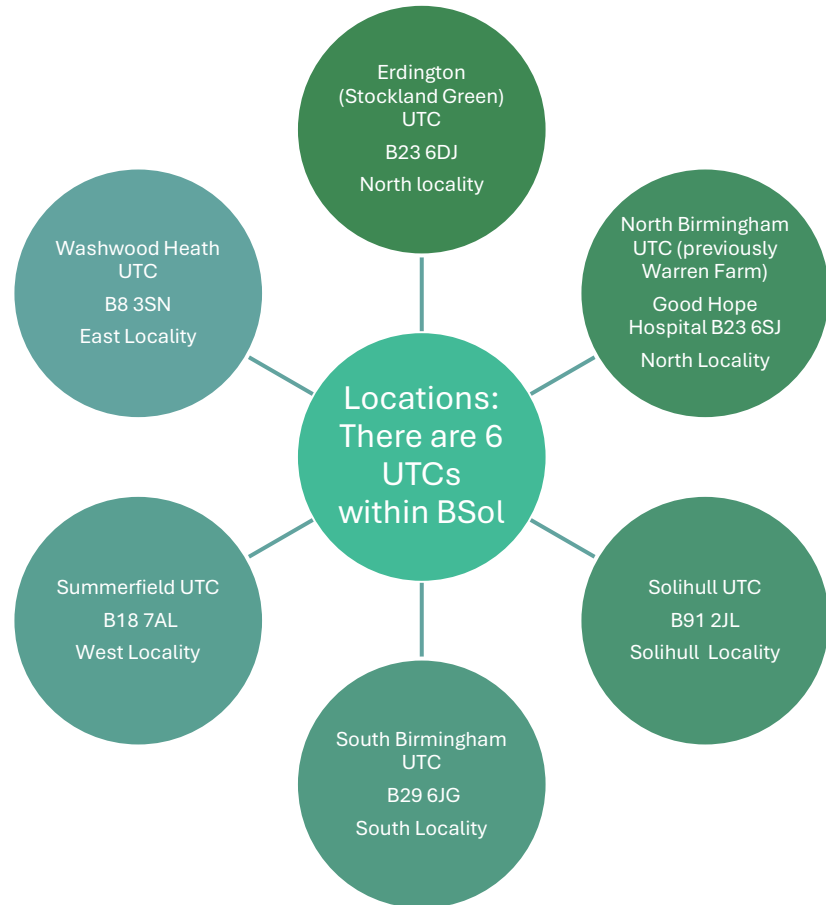 Erdington
(Stockland Green)
UTC
B23 6DJ
North locality
North Birmingham
UTC (previously
Warren Farm)
Good Hope
Hospital B23 6SJ
North Locality
Solihull UTC
B91 2JL
Solihull  Locality
South Birmingham
UTC
B29 6JG
South Locality
Summerfield UTC
B18 7AL
West Locality
Washwood Heath
UTC
B8 3SN
East Locality
Locations:
There are 6
UTCs
within BSol